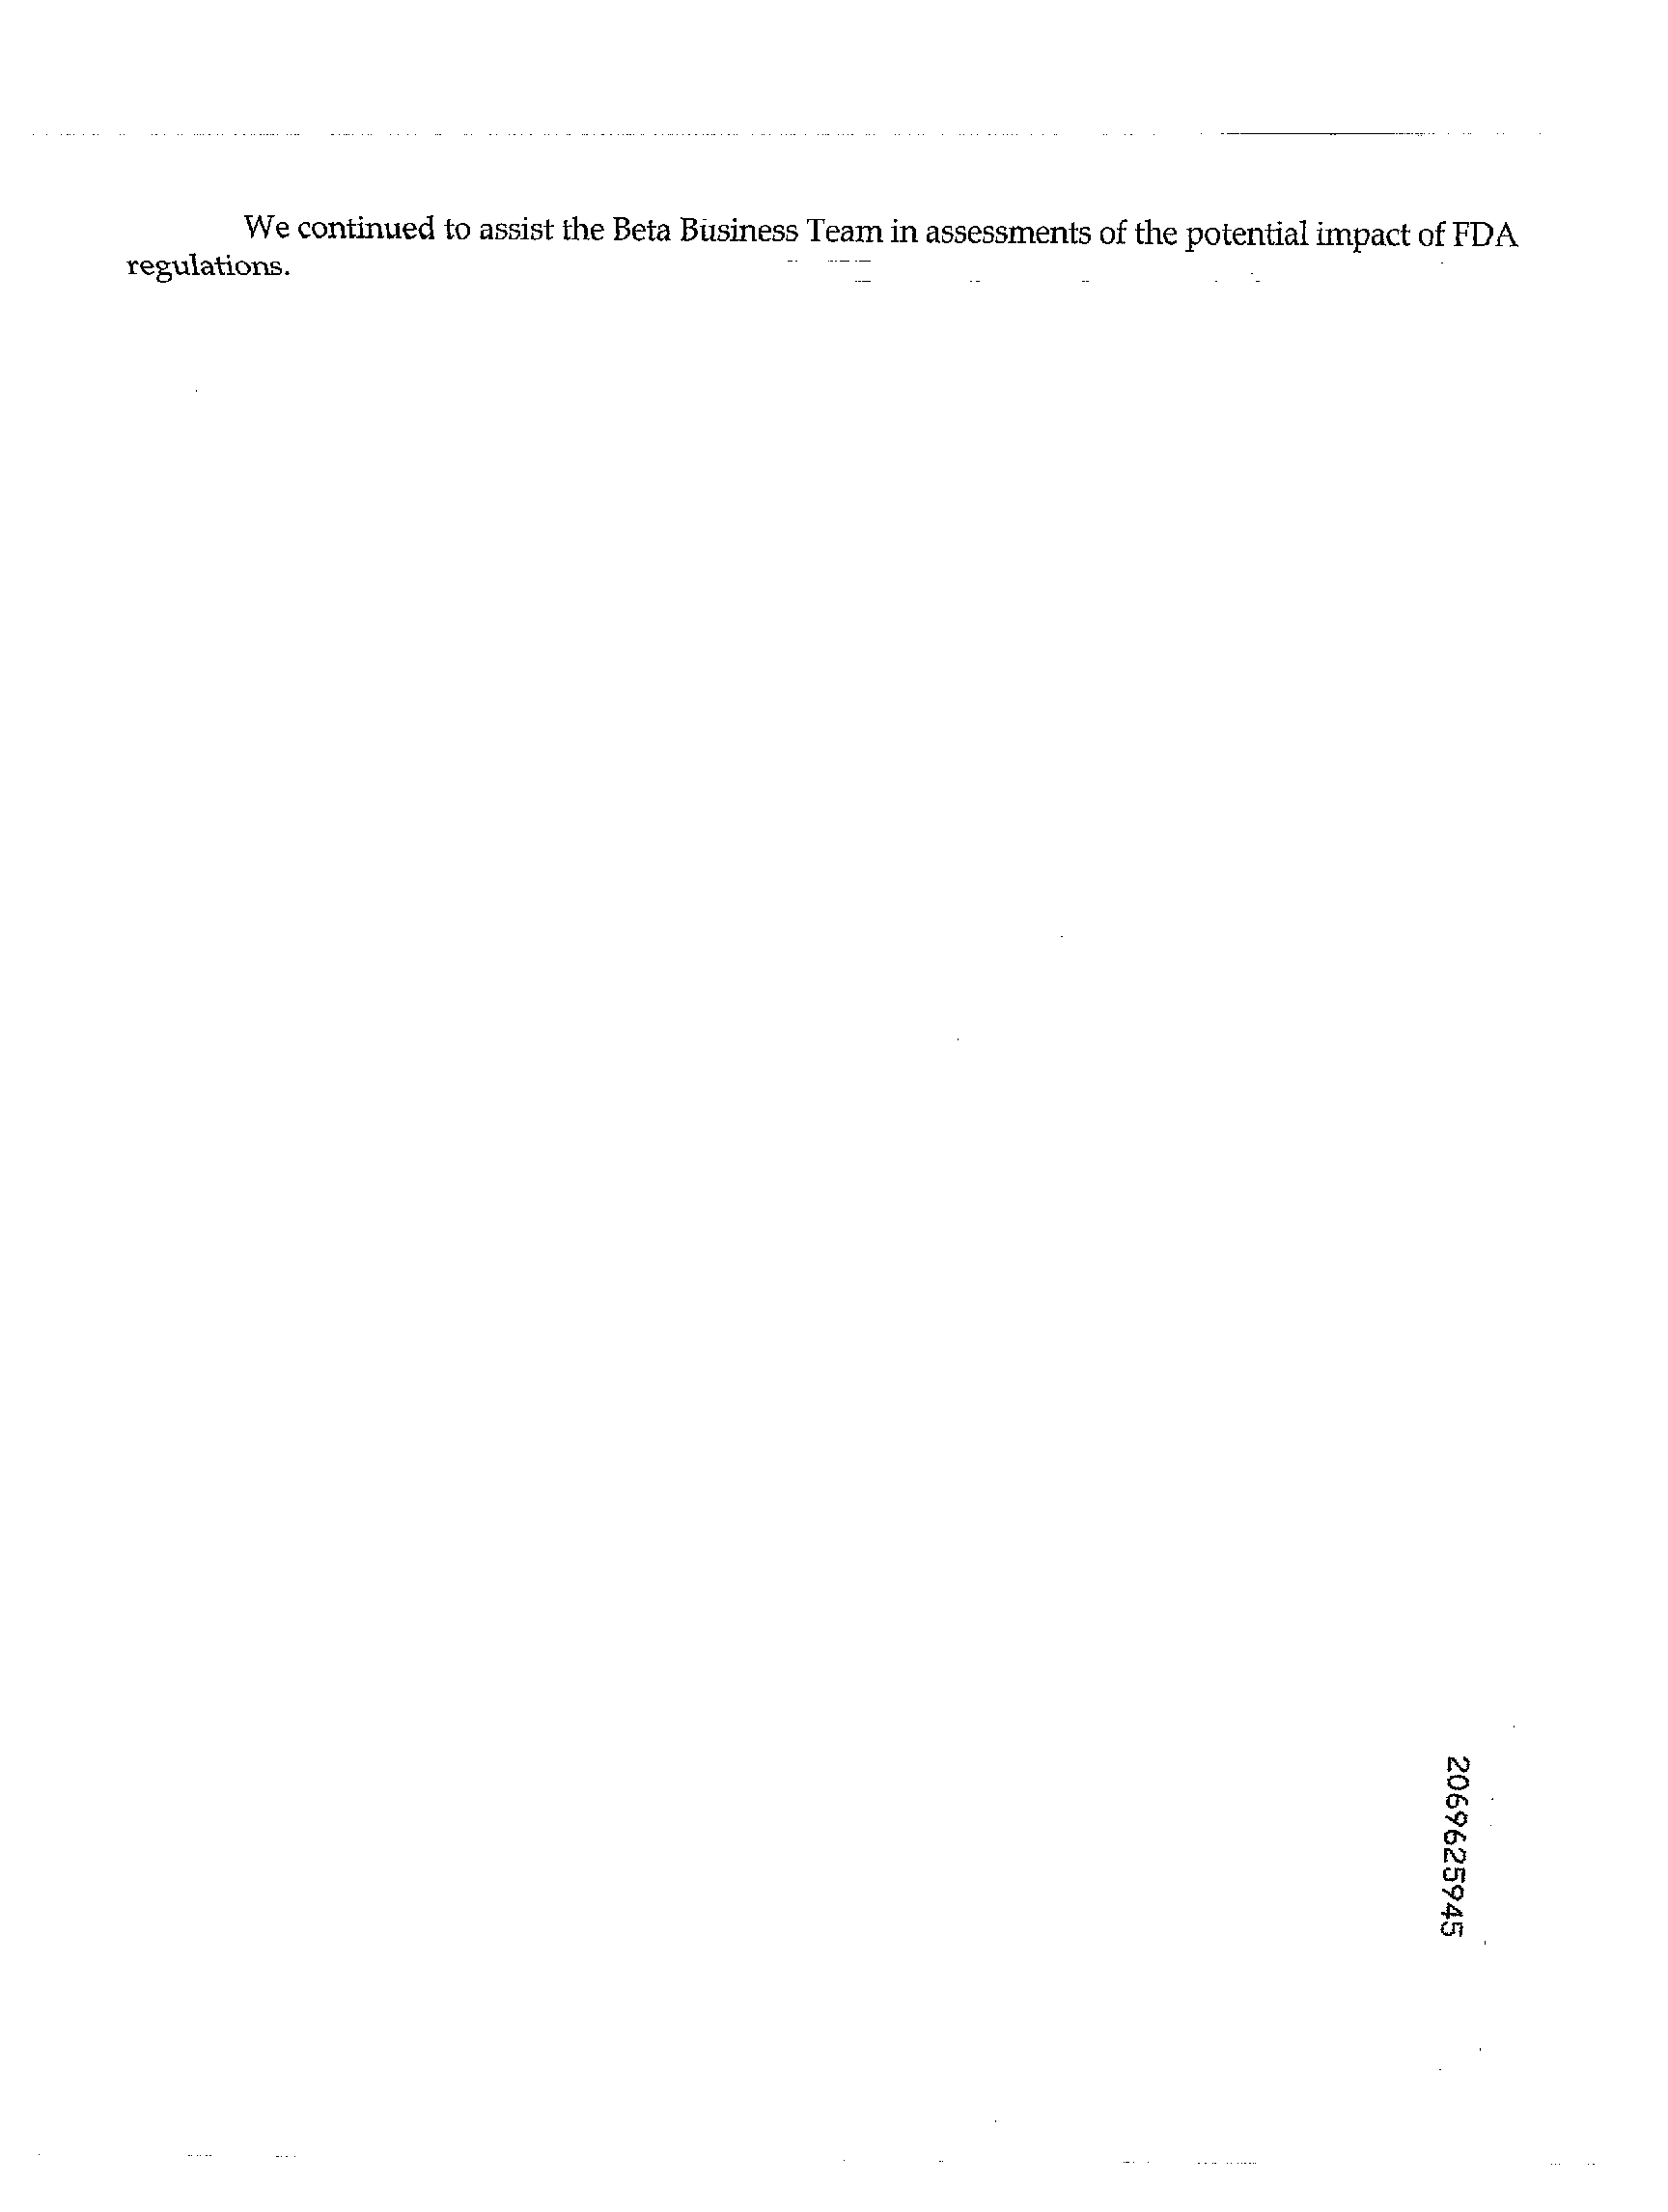 We continued to assist the Beta Business Team in assessments of the potential impact of FDA
regulations.
2069625945